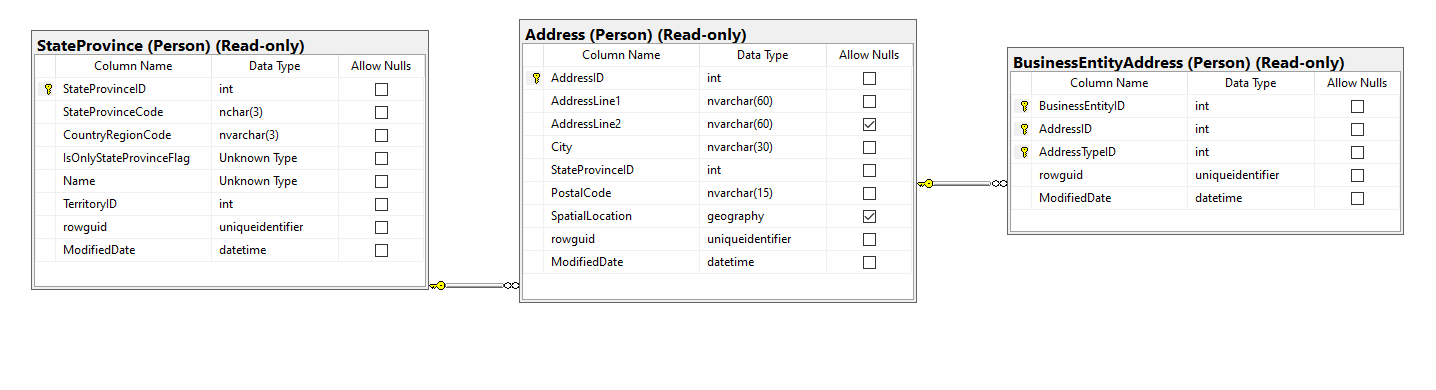 StateProvince (Person) (Read-only)
Column Name Data Type Allow Nulls
StateProvinceID int
StateProvinceCode nchar(3)
CountryRegionCode nvarchar(3)
IsOnlyStateProvinceFlag Unknown Type
Name Unknown Type
TerritoryID int
rowguid uniqueidentifier
ModifiedDate datetime
Address (Person) (Read-only)
Column Name Data Type Allow Nulls
AddressID int
AddressLine1 nvarchar(60)
AddressLine2 nvarchar(60)
City nvarchar(30)
StateProvinceID int
PostalCode nvarchar(15)
SpatialLocation geography
rowguid uniqueidentifier
ModifiedDate datetime
BusinessEntityAddress (Person) (Read-only)
Column Name Data Type Allow Nulls
BusinessEntityID int
AddressID int
AddressTypeID int
rowguid uniqueidentifier
ModifiedDate datetime